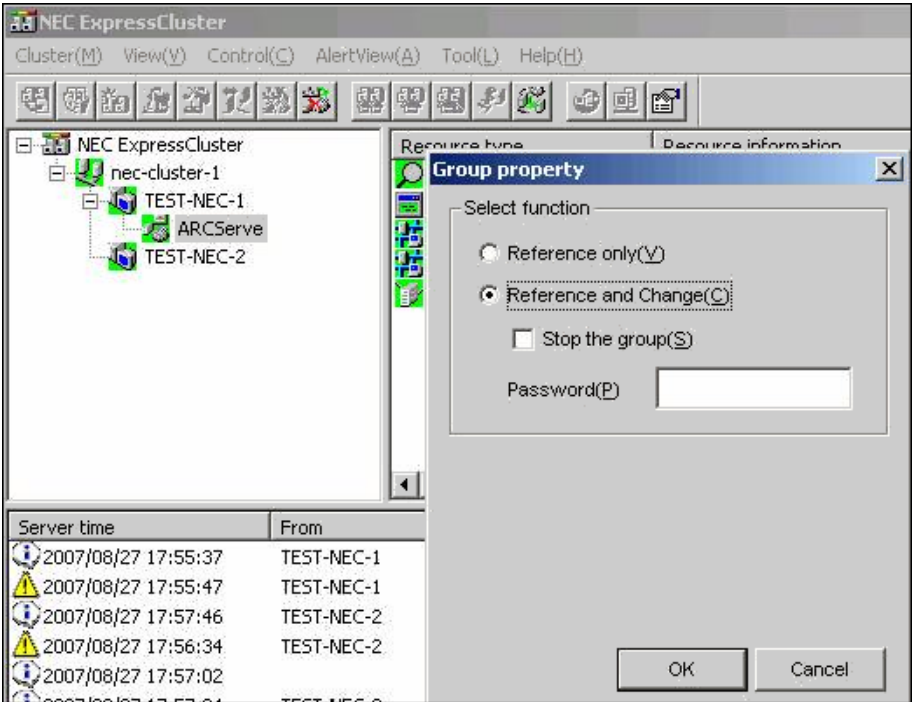 NEC ExpressCluster
Cluster(M) View(V) Control(C) AlertView(A) Tool(L) Help(H)
NEC ExpressCluster
nec-cluster-1
TEST-NEC-1
ARCServe
TEST-NEC-2
Resource type
Resource information
Group property
Select function
Reference only(V)
Reference and Change(C)
Stop the group(S)
Password(P)
OK
Cancel
Server time From
2007/08/27 17:55:37 TEST-NEC-1
2007/08/27 17:55:47 TEST-NEC-1
2007/08/27 17:57:46 TEST-NEC-2
2007/08/27 17:56:34 TEST-NEC-2
2007/08/27 17:57:02